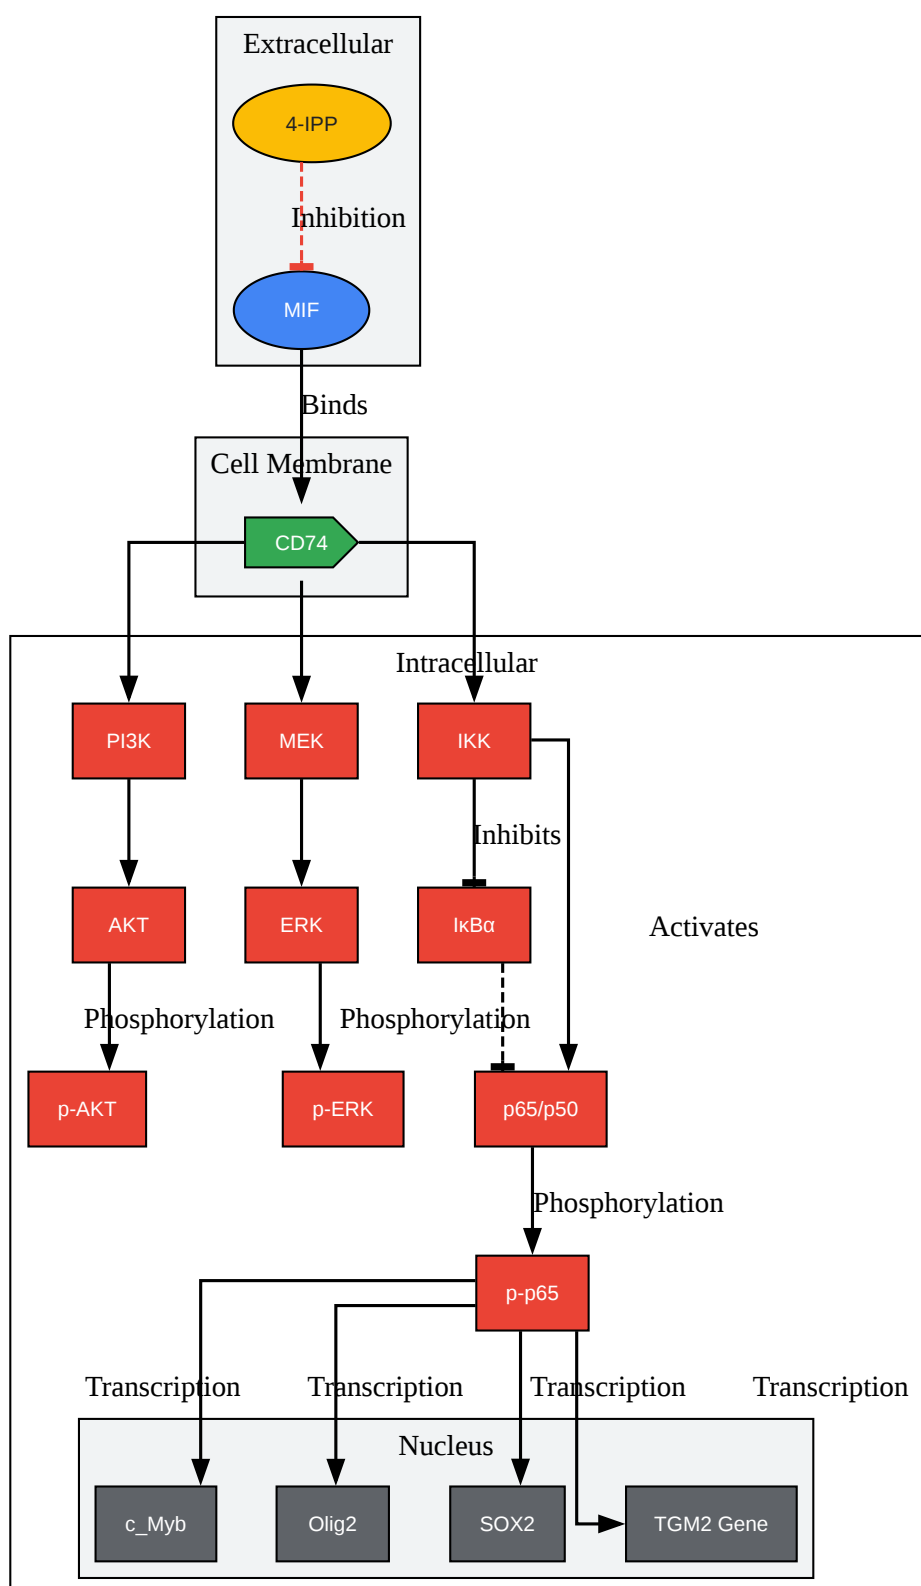 Extracellular
4-IPP
Inhibition
MIF
Binds
Cell Membrane
CD74
Intracellular
PI3K
MEK
IKK
Inhibits
AKT
ERK
IκBα
Activates
Phosphorylation
Phosphorylation
p-AKT
p-ERK
p65/p50
Phosphorylation
p-p65
Transcription
Transcription
Transcription
Transcription
Nucleus
c_Myb
Olig2
SOX2
TGM2 Gene